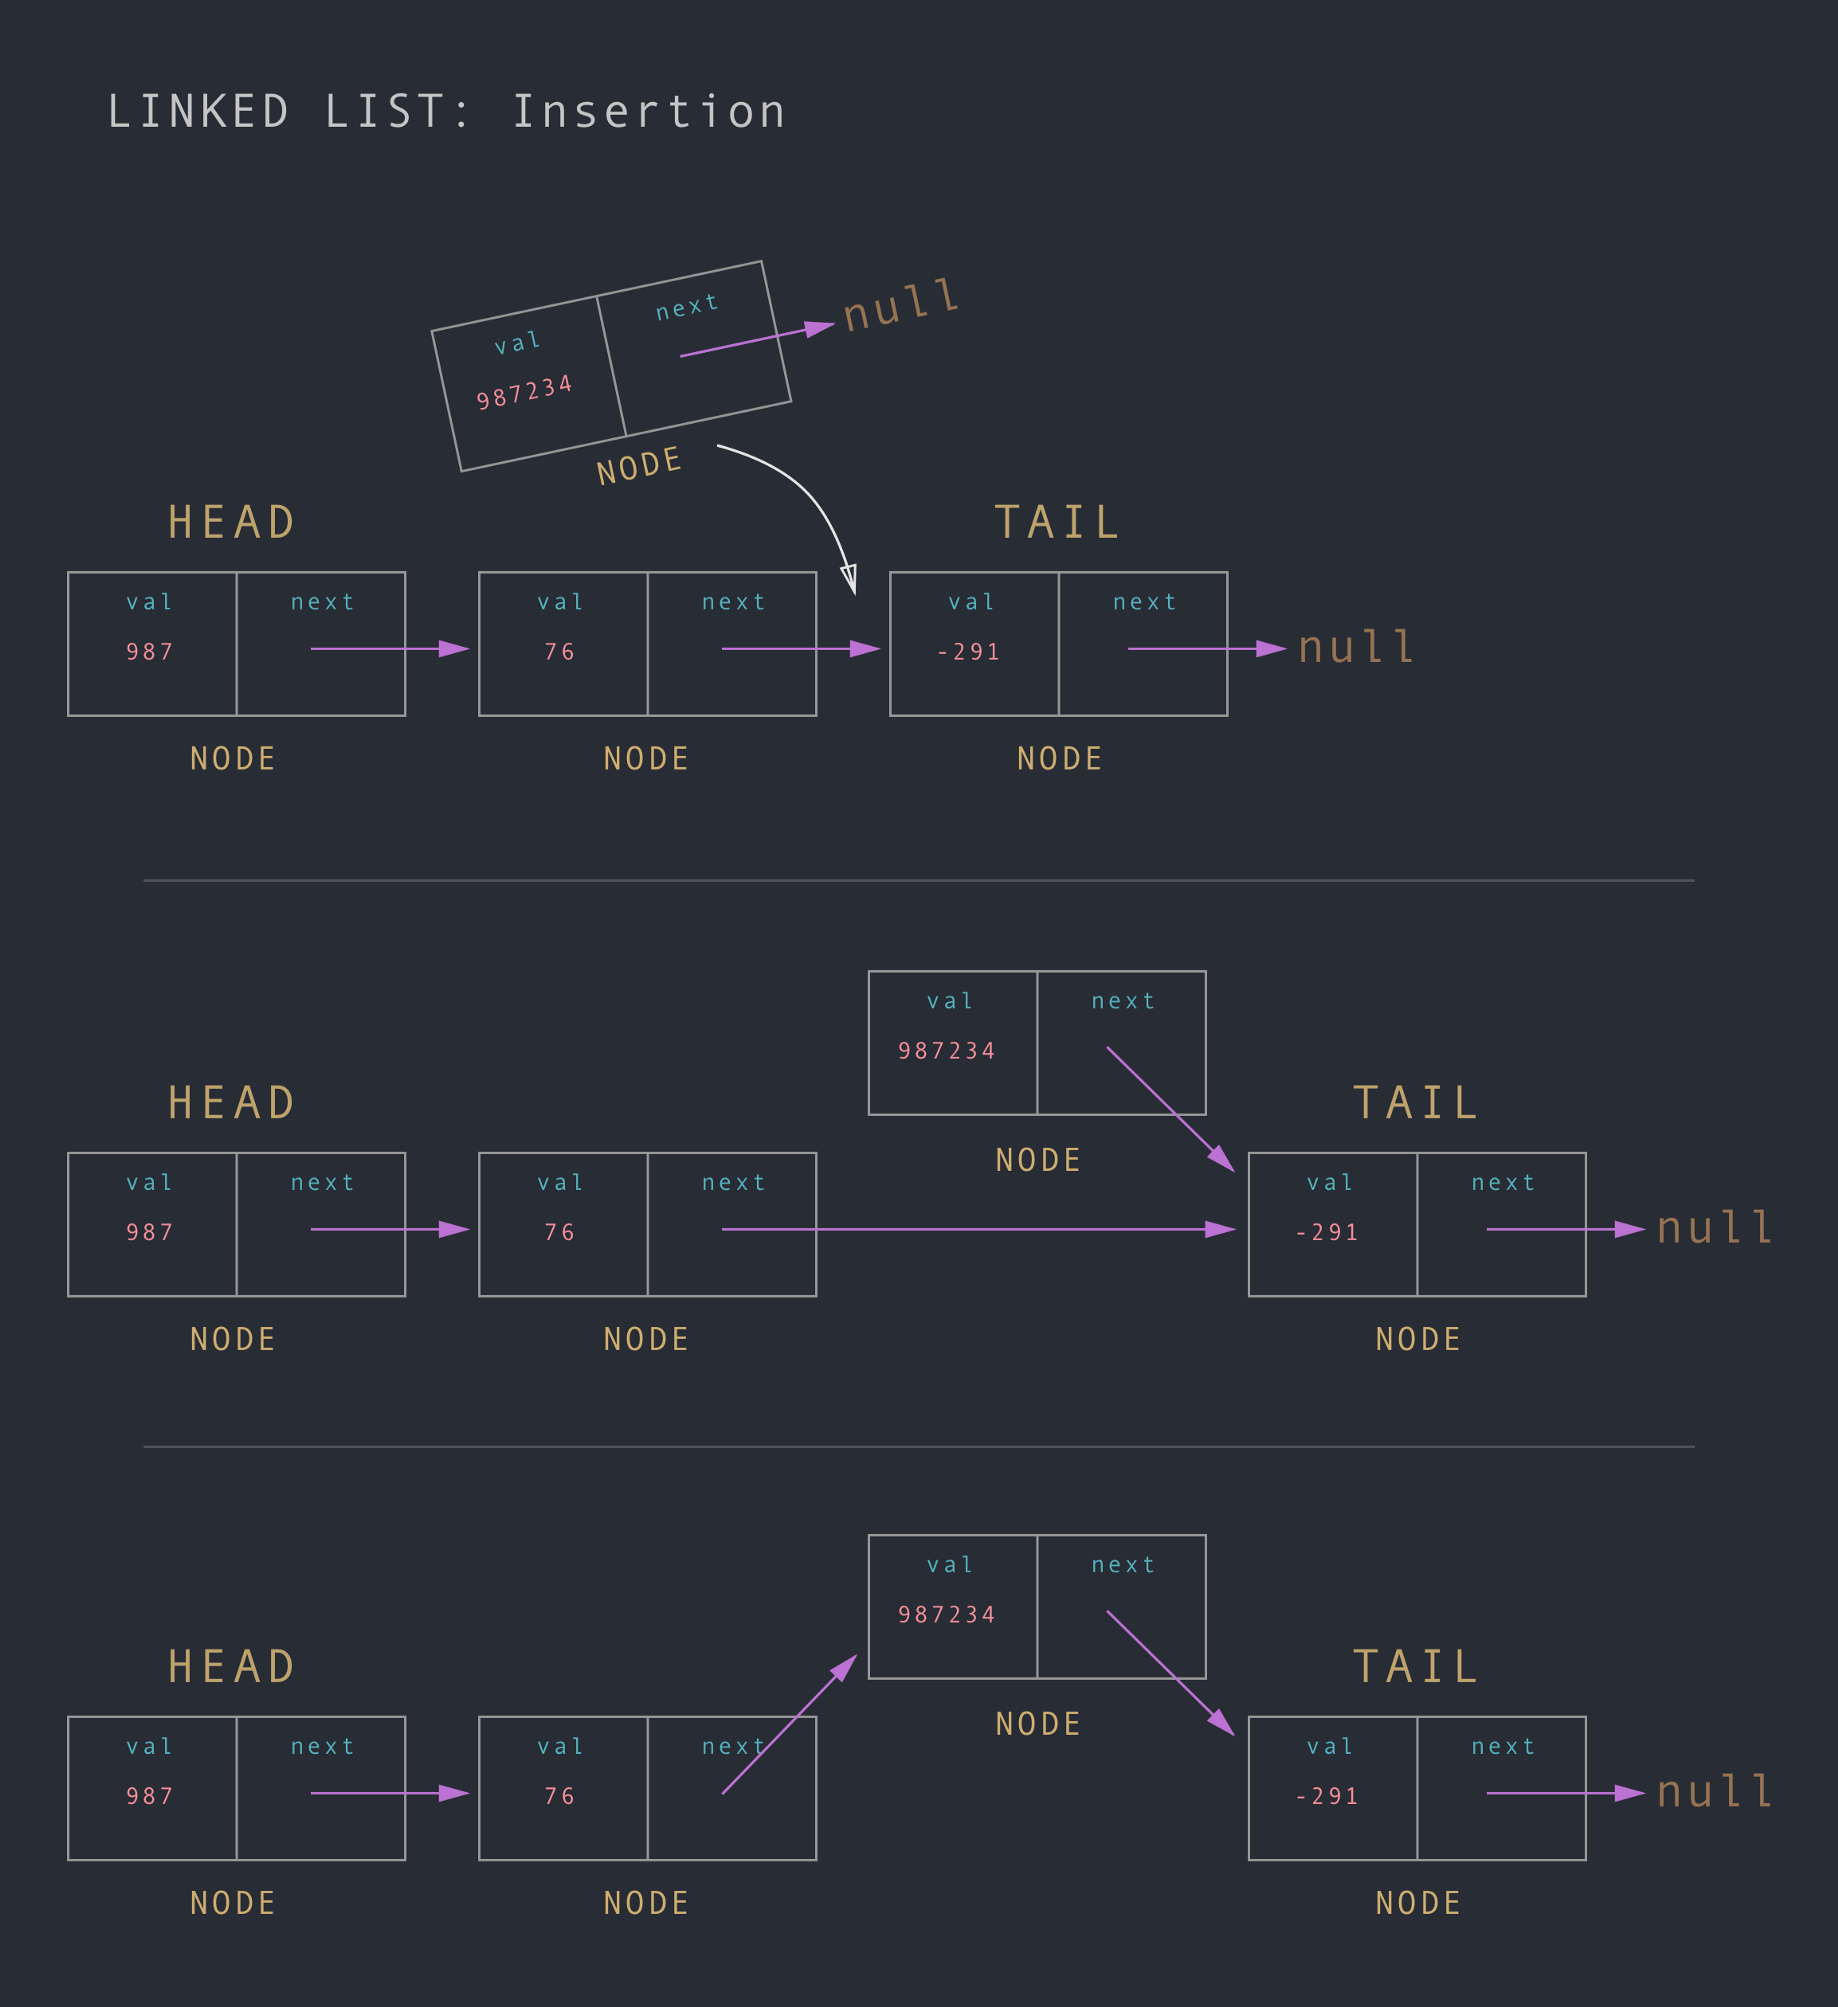 LINKED LIST: Insertion
val next
987234
null
NODE
HEAD TAIL
val next val next val next
987 76 -291 null
NODE NODE NODE
val next
987234
NODE
HEAD TAIL
val next val next val next
987 76 -291 null
NODE NODE NODE
val next
987234
NODE
HEAD TAIL
val next val next val next
987 76 -291 null
NODE NODE NODE